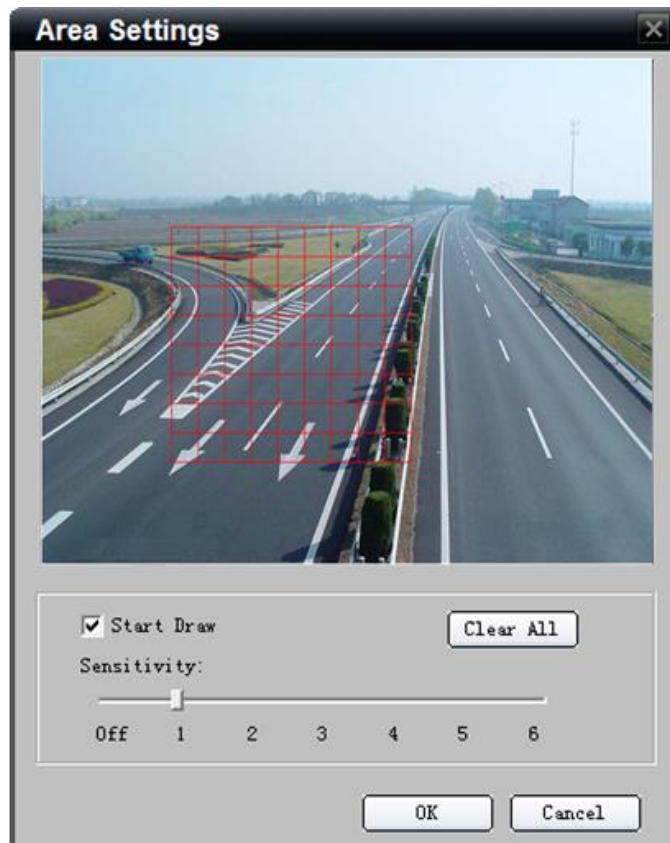 Area Settings
Start Draw
Clear All
Sensitivity:
Off 1 2 3 4 5 6
OK
Cancel